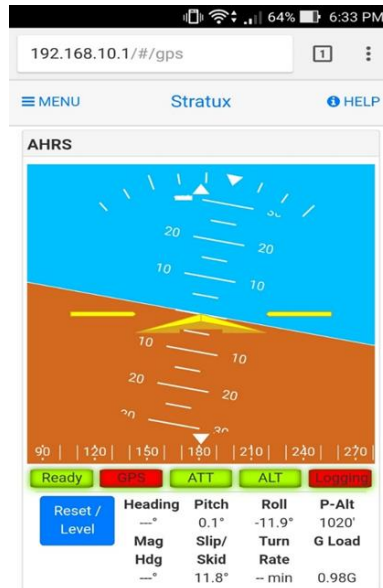 64% 6:33 PM
192.168.10.1/#/gps 1
MENU Stratux HELP
AHRS
30
20 20
10 10
10 10
20 20
30 30
90 | | 120 | | 150 | | 180 | | 210 | | 240 | | 270 |
Ready GPS ATT ALT Logging
Reset / Level
Heading Pitch Roll P-Alt
---° 0.1° -11.9° 1020'
Mag Hdg Slip/ Skid Turn Rate G Load
---° 11.8° -- min 0.98G